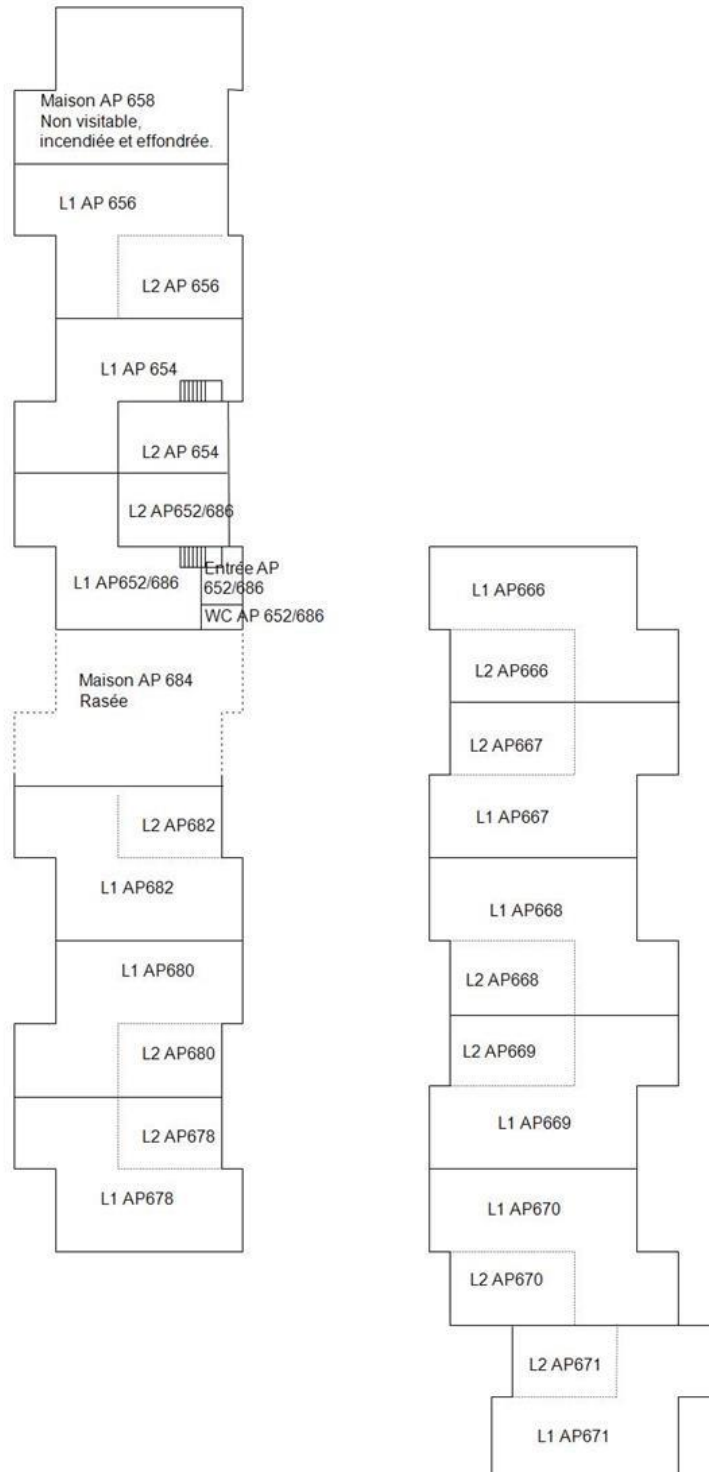 Maison AP 658
Non visitable,
incendiée et effondrée.
L1 AP 656
L2 AP 656
L1 AP 654
L2 AP 654
L2 AP652/686
L1 AP652/686
Entrée AP
652/686
WC AP 652/686
Maison AP 684
Rasée
L2 AP682
L1 AP682
L1 AP680
L2 AP680
L2 AP678
L1 AP678
L1 AP666
L2 AP666
L2 AP667
L1 AP667
L1 AP668
L2 AP668
L2 AP669
L1 AP669
L1 AP670
L2 AP670
L2 AP671
L1 AP671